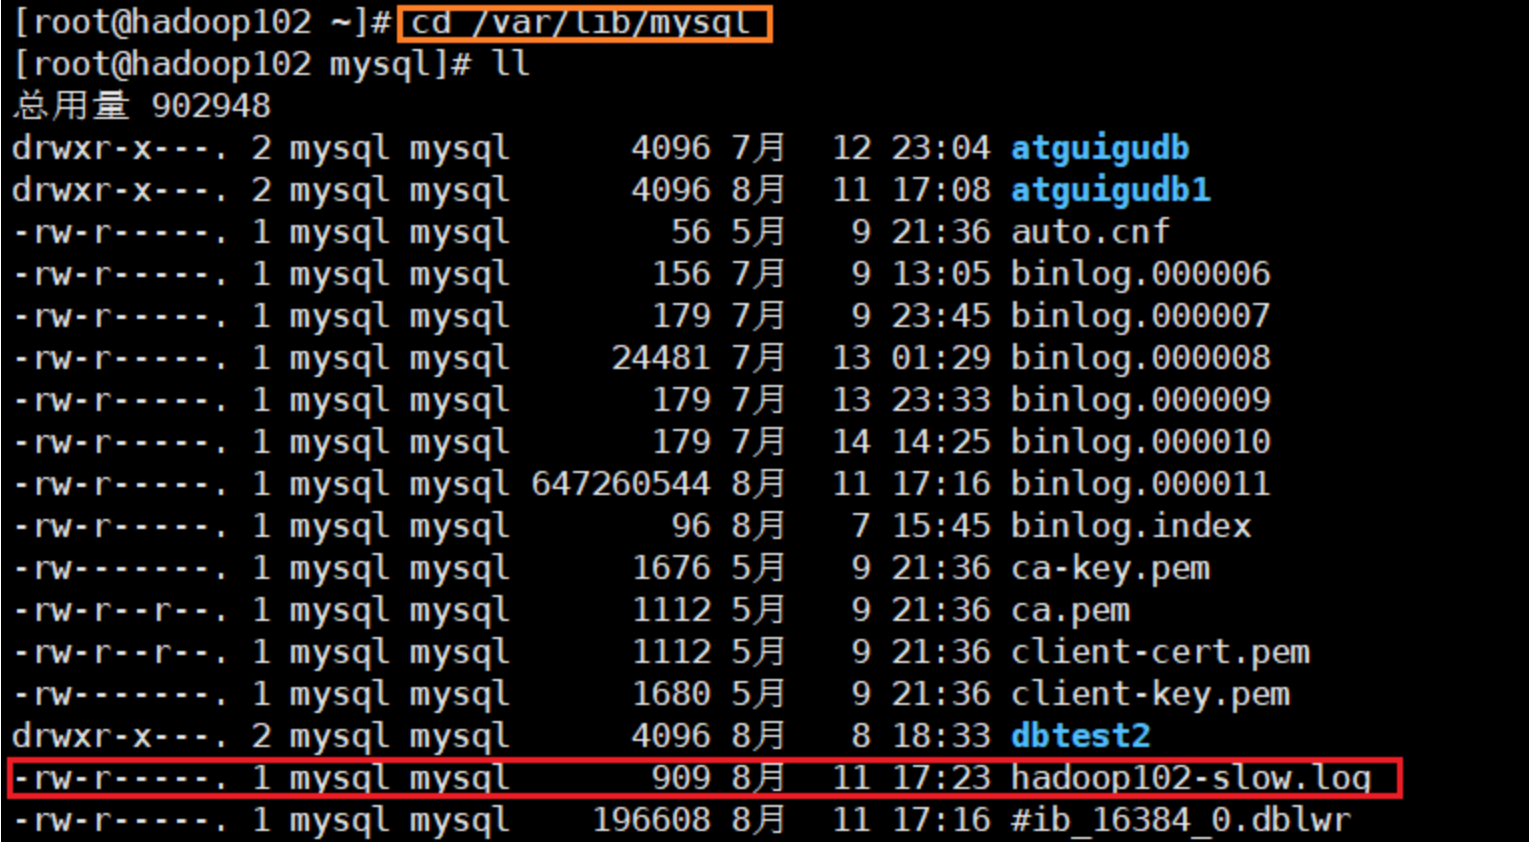 [root@hadoop102 ~]# cd /var/lib/mysql
[root@hadoop102 mysql]# ll
总用量 902948
drwxr-x---. 2 mysql mysql      4096 7月  12 23:04 atguigudb
drwxr-x---. 2 mysql mysql      4096 8月  11 17:08 atguigudb1
-rw-r-----. 1 mysql mysql        56 5月   9 21:36 auto.cnf
-rw-r-----. 1 mysql mysql       156 7月   9 13:05 binlog.000006
-rw-r-----. 1 mysql mysql       179 7月   9 23:45 binlog.000007
-rw-r-----. 1 mysql mysql     24481 7月  13 01:29 binlog.000008
-rw-r-----. 1 mysql mysql       179 7月  13 23:33 binlog.000009
-rw-r-----. 1 mysql mysql       179 7月  14 14:25 binlog.000010
-rw-r-----. 1 mysql mysql 647260544 8月  11 17:16 binlog.000011
-rw-r-----. 1 mysql mysql        96 8月   7 15:45 binlog.index
-rw-------. 1 mysql mysql      1676 5月   9 21:36 ca-key.pem
-rw-r--r--. 1 mysql mysql      1112 5月   9 21:36 ca.pem
-rw-r--r--. 1 mysql mysql      1112 5月   9 21:36 client-cert.pem
-rw-------. 1 mysql mysql      1680 5月   9 21:36 client-key.pem
drwxr-x---. 2 mysql mysql      4096 8月   8 18:33 dbtest2
-rw-r-----. 1 mysql mysql       909 8月  11 17:23 hadoop102-slow.log
-rw-r-----. 1 mysql mysql    196608 8月  11 17:16 #ib_16384_0.dblwr